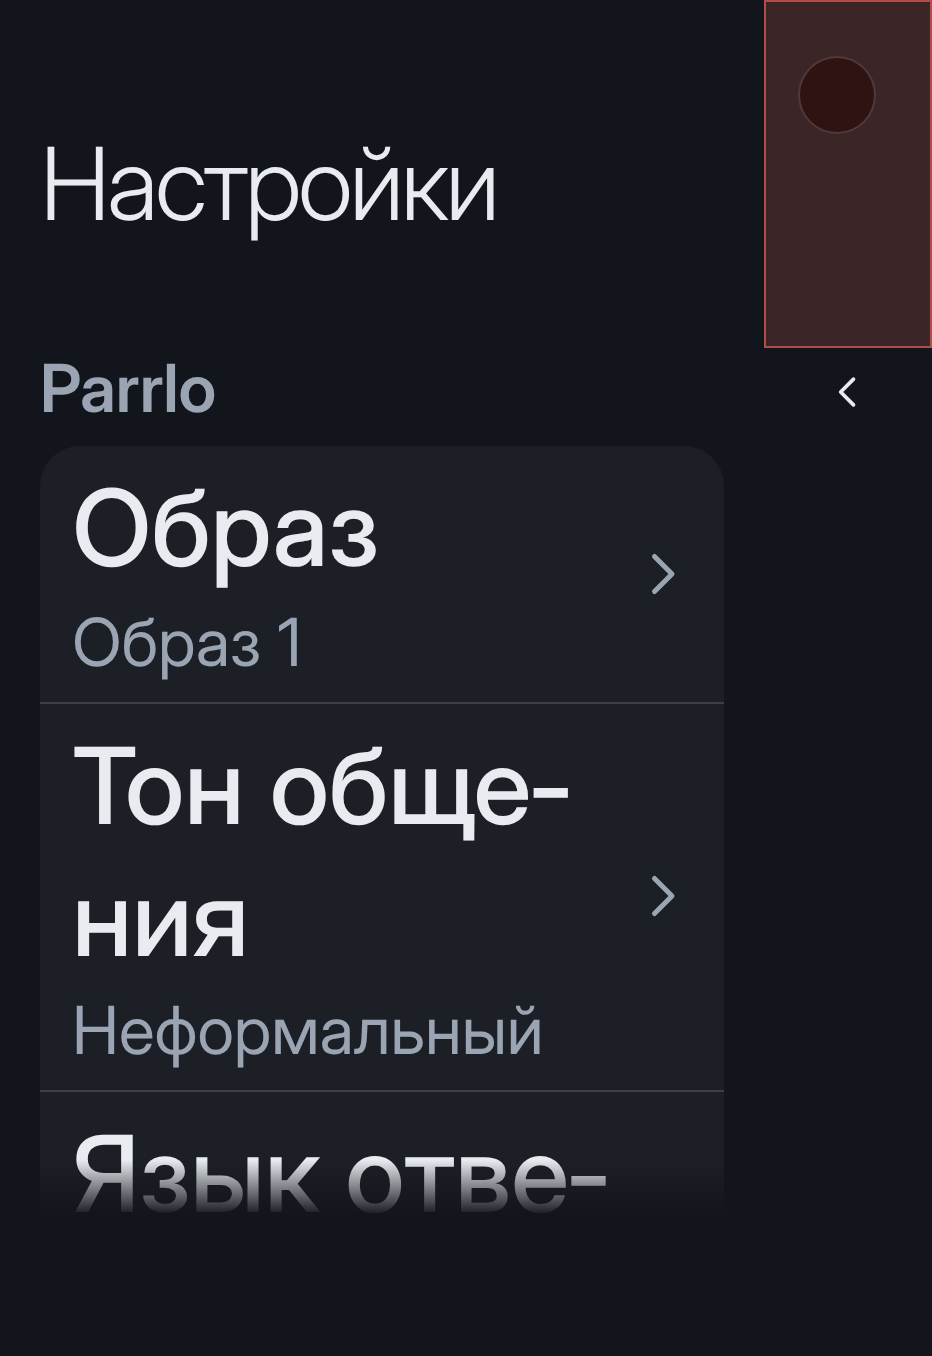 Настройки
Parrlo
Образ
Образ 1
Тон обще-
ния
Неформальный
Язык отве-